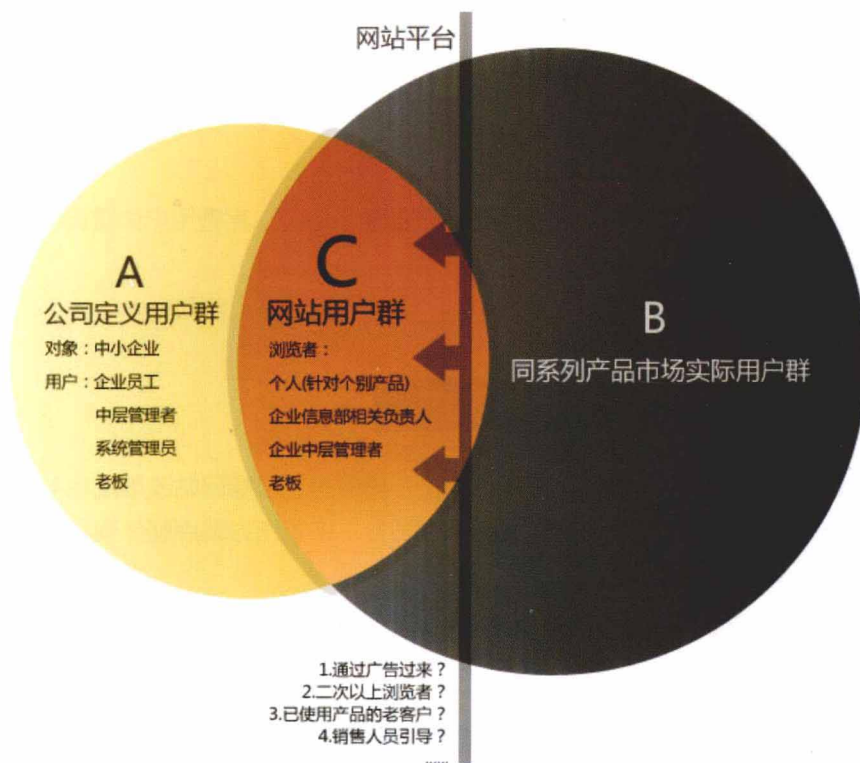 网站平台
A
公司定义用户群
对象：中小企业
用户：企业员工
中层管理者
系统管理员
老板
C
网站用户群
浏览者：
个人(针对个别产品)
企业信息部相关负责人
企业中层管理者
老板
B
同系列产品市场实际用户群
1.通过广告过来？
2.二次以上浏览者？
3.已使用产品的老客户？
4.销售人员引导？
......